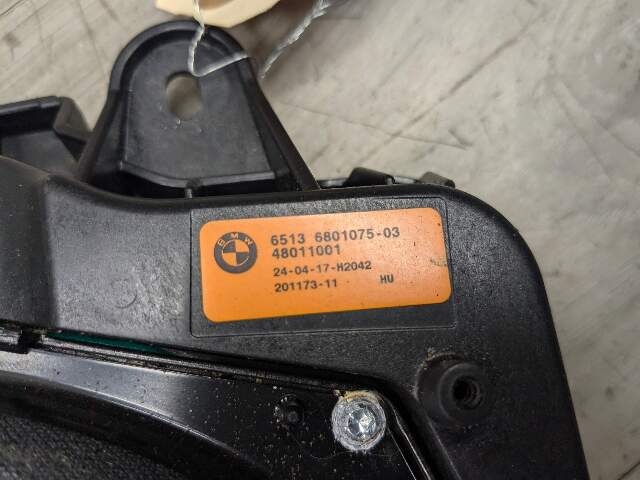 BMW
6513 6801075-03
48011001
24-04-17-H2042
201173-11 HU